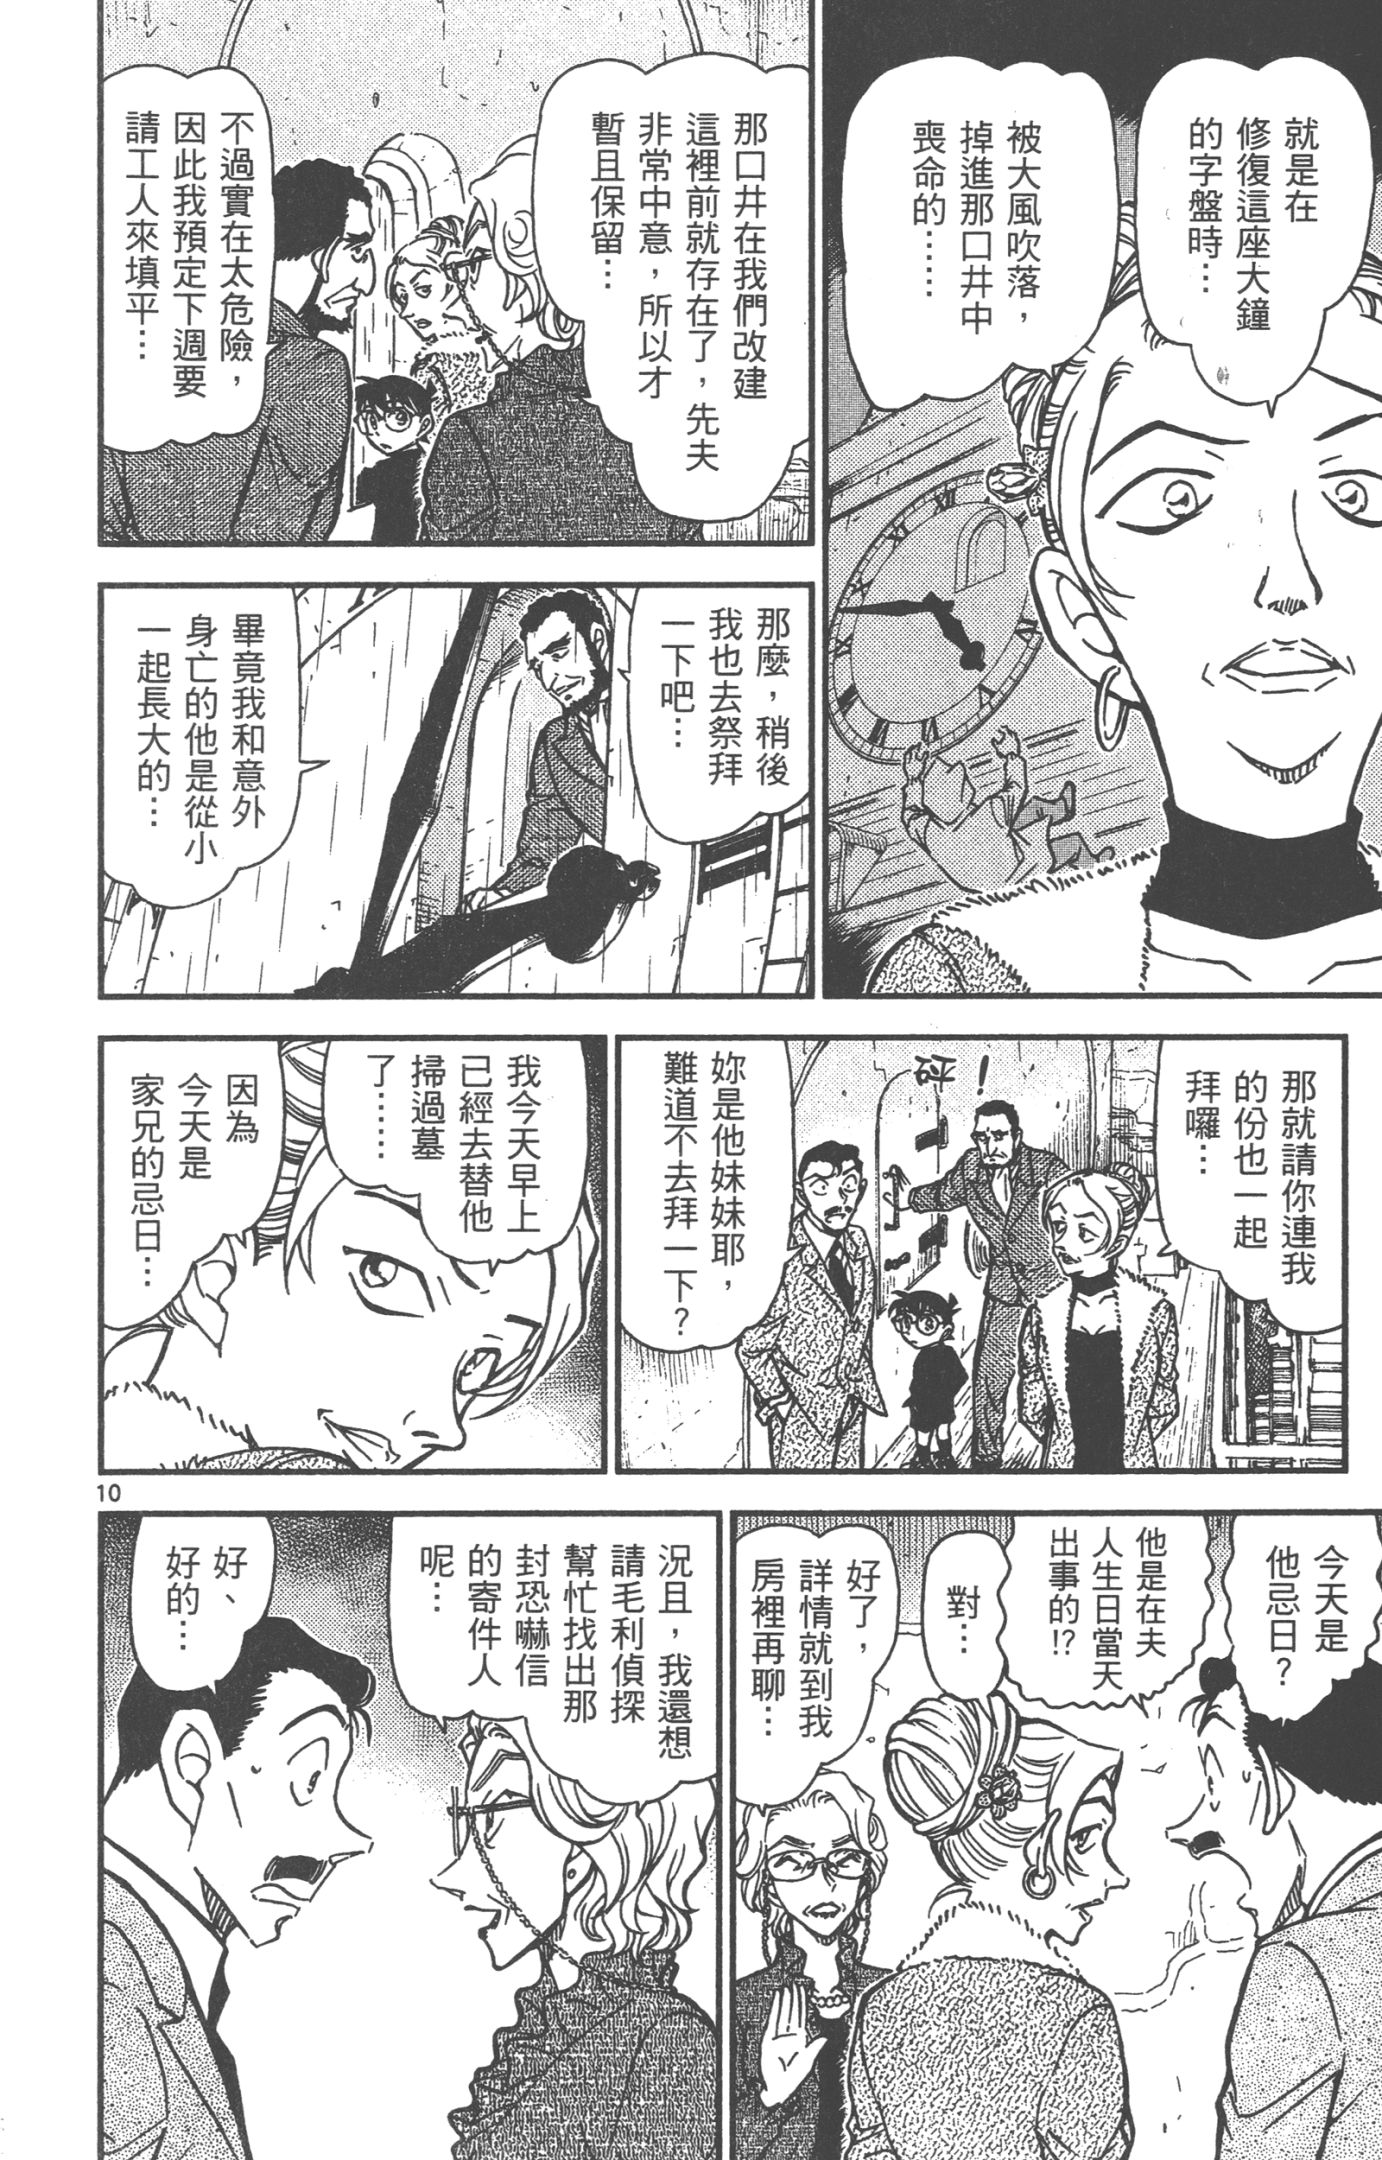 就是在
修復這座大鐘
的字盤時…
被大風吹落，
掉進那口井中
喪命的……
那口井在我們改建
這裡前就存在了，先夫
非常中意，所以才
暫且保留…
不過實在太危險，
因此我預定下週要
請工人來填平…
那麼，稍後
我也去祭拜
一下吧…
畢竟我和意外
身亡的他是從小
一起長大的…
那就請你連我
的份也一起
拜囉…
砰！
妳是他妹妹耶，
難道不去拜一下？
我今天早上
已經去替他
掃過墓
了……
因為
今天是
家兄的忌日…
今天是
他忌日？
他是在夫
人生日當天
出事的！？
對…
好了，
詳情就到我
房裡再聊…
況且，我還想
請毛利偵探
幫忙找出那
封恐嚇信
的寄件人
呢…
好、
好的…
10